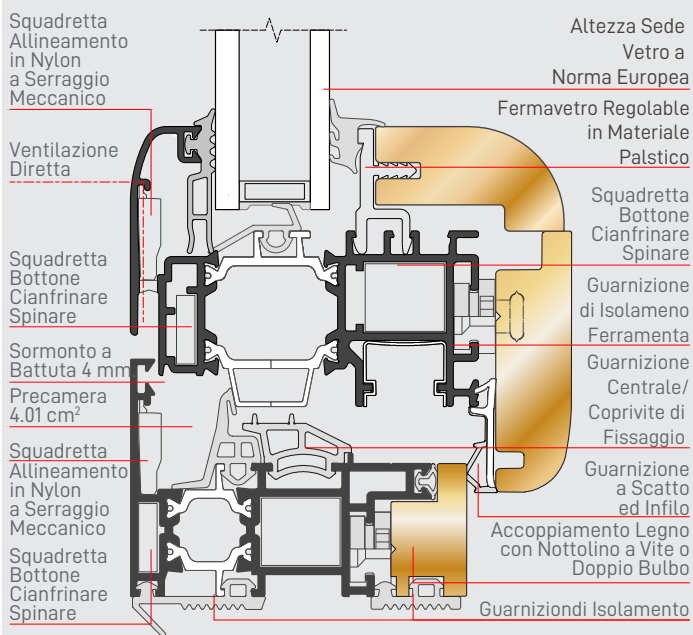 Squadretta
Allineamento
in Nylon
a Serraggio
Meccanico
Ventilazione
Diretta
Squadretta
Bottone
Cianfrinare
Spinare
Sormonto a
Battuta 4 mm
Precamera
4.01 cm²
Squadretta
Allineamento
in Nylon
a Serraggio
Meccanico
Squadretta
Bottone
Cianfrinare
Spinare
Altezza Sede
Vetro a
Norma Europea
Fermavetro Regolable
in Materiale
Palstico
Squadretta
Bottone
Cianfrinare
Spinare
Guarnizione
di Isolameno
Ferramenta
Guarnizione
Centrale/
Coprivite di
Fissaggio
Guarnizione
a Scatto
ed Infilo
Accoppiamento Legno
con Nottolino a Vite o
Doppio Bulbo
Guarniziondi Isolamento